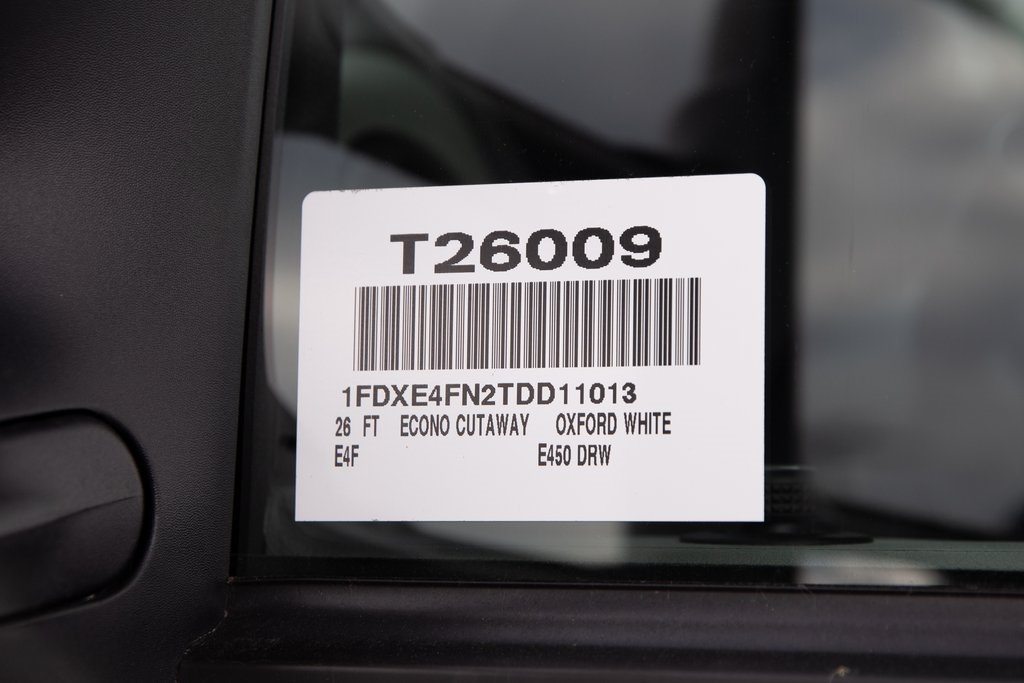 T26009
1FDXE4FN2TDD11013
26 FT ECONO CUTAWAY OXFORD WHITE
E4F E450 DRW